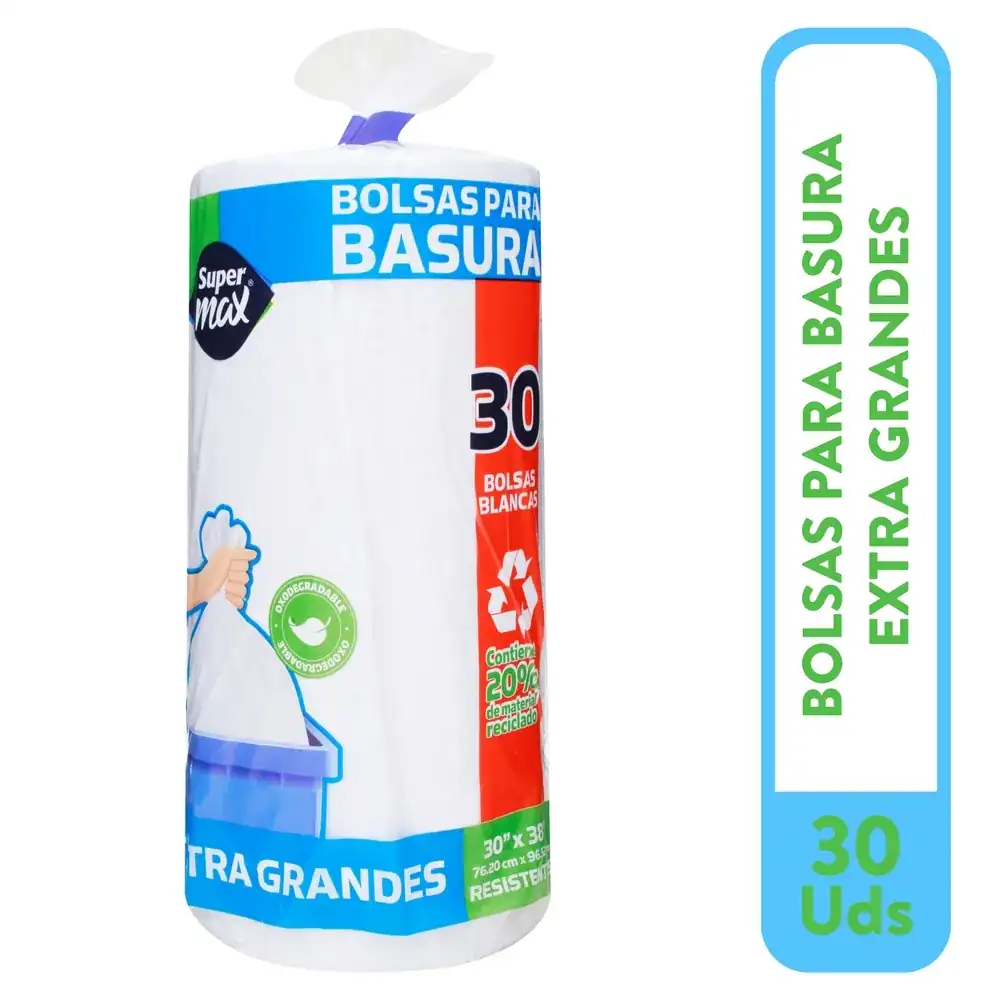 BOLSAS PARA
BASURA
Super
max®
30
BOLSAS
BLANCAS
OXODEGRADABLE
OXODEGRADABLE
Contiene
20%
de material
reciclado
TRA GRANDES
30" x 38"
76.20 cm x 96.5
RESISTENTE
BOLSAS PARA BASURA
EXTRA GRANDES
30
Uds